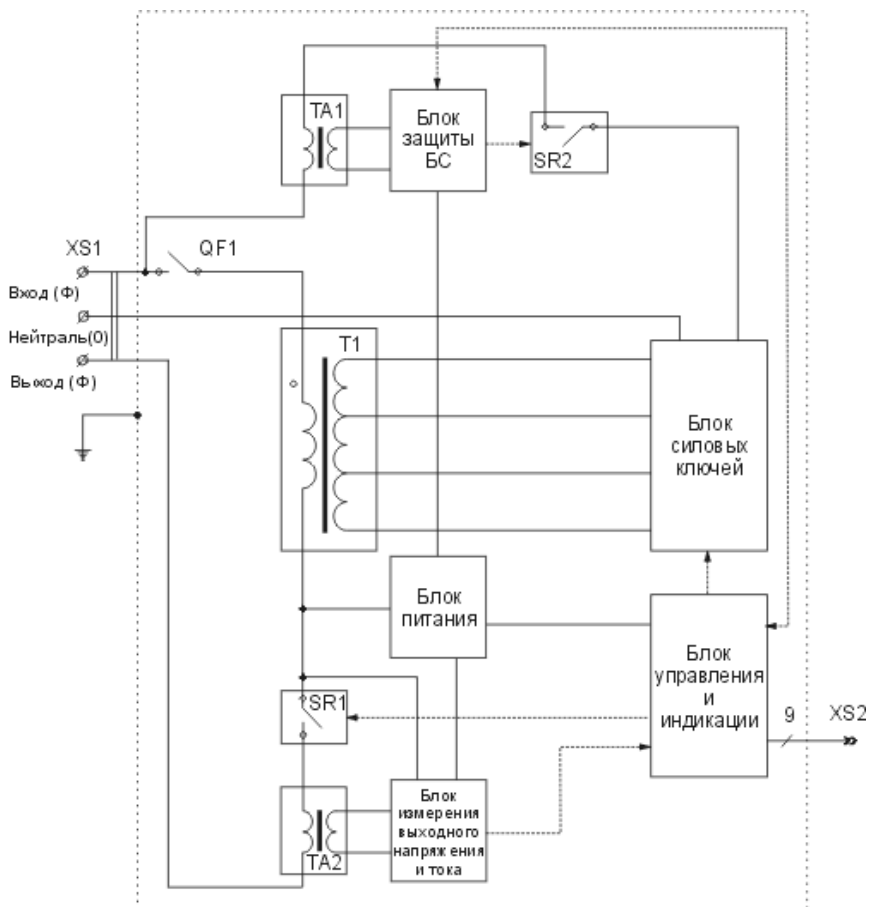 TA1
Блок
защиты
БС
SR2
XS1
QF1
Вход (Ф)
Нейтраль(0)
Выход (Ф)
T1
Блок
силовых
ключей
Блок
питания
Блок
управления
и
индикации
SR1
9
XS2
Блок
измерения
выходного
напряжения
и тока
TA2